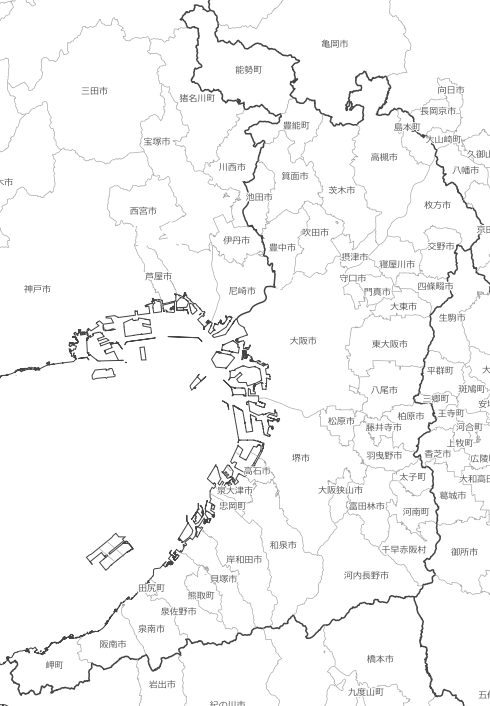 亀岡市
能勢町
三田市
向日市
猪名川町
長岡京市
豊能町
島本町
大山崎町
宝塚市
高槻市
久御山
川西市
八幡市
箕面市
木市
茨木市
池田市
枚方市
西宮市
京田
吹田市
伊丹市
豊中市
交野市
摂津市
寝屋川市
芦屋市
守口市
神戸市
尼崎市
門真市
四條畷市
大東市
生駒市
大阪市
東大阪市
平群町
大
八尾市
斑鳩町
三郷町
安堵
王寺町
柏原市
松原市
藤井寺市
河合町
上牧町
羽曳野市
香芝市
堺市
広陵
高石市
太子町
大和高田
泉大津市
大阪狭山市
葛城市
忠岡町
富田林市
河南町
和泉市
千早赤阪村
御所市
岸和田市
貝塚市
河内長野市
田尻町
熊取町
泉佐野市
泉南市
阪南市
橋本市
岬町
岩出市
九度山町
五條
紀の川市